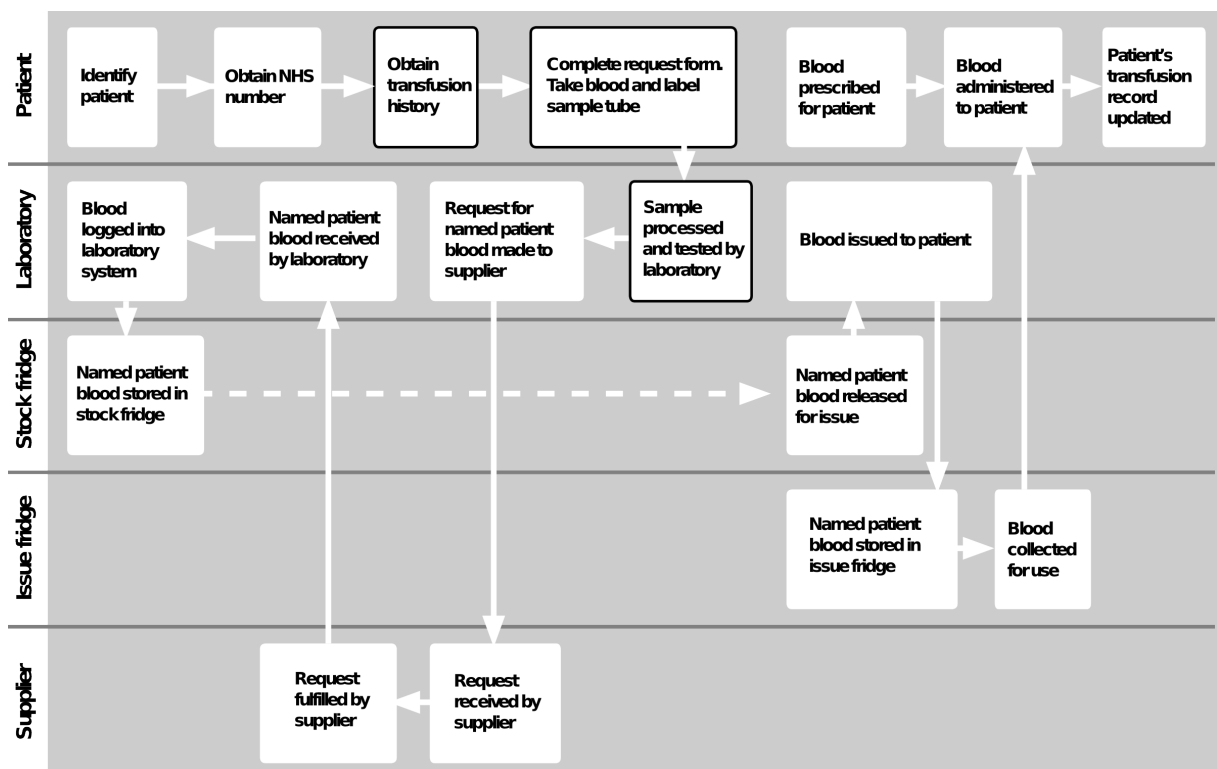 Patient
Identify
patient
Obtain NHS
number
Obtain
transfusion
history
Complete request form.
Take blood and label
sample tube
Blood
prescribed
for patient
Blood
administered
to patient
Patient's
transfusion
record
updated
Laboratory
Blood
logged into
laboratory
system
Named patient
blood received
by laboratory
Request for
named patient
blood made to
supplier
Sample
processed
and tested by
laboratory
Blood issued to patient
Stock fridge
Named patient
blood stored in
stock fridge
Named patient
blood released
for issue
Issue fridge
Named patient
blood stored in
issue fridge
Blood
collected
for use
Supplier
Request
fulfilled by
supplier
Request
received by
supplier